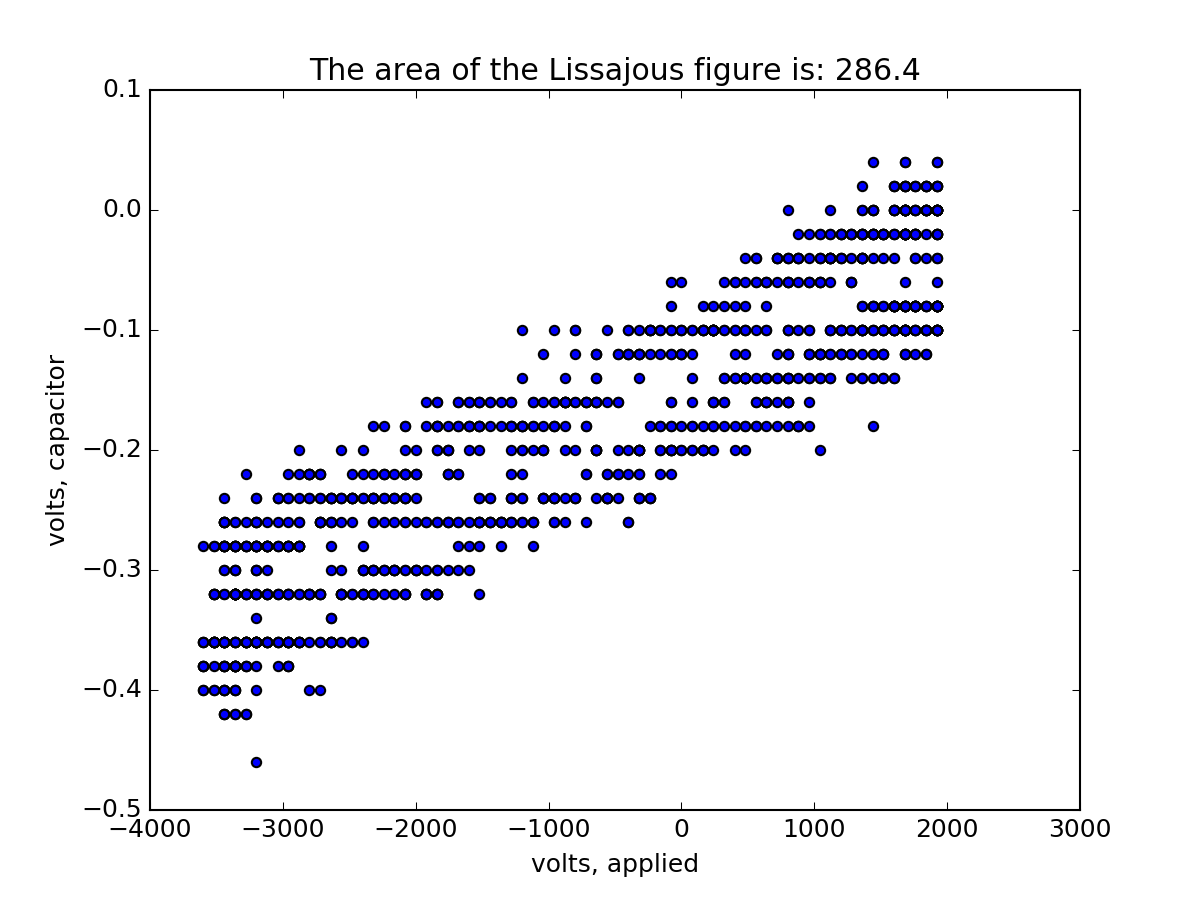 The area of the Lissajous figure is: 286.4
0.1
0.0
−0.1
−0.2
−0.3
−0.4
−0.5
volts, capacitor
−4000 −3000 −2000 −1000 0 1000 2000 3000
volts, applied